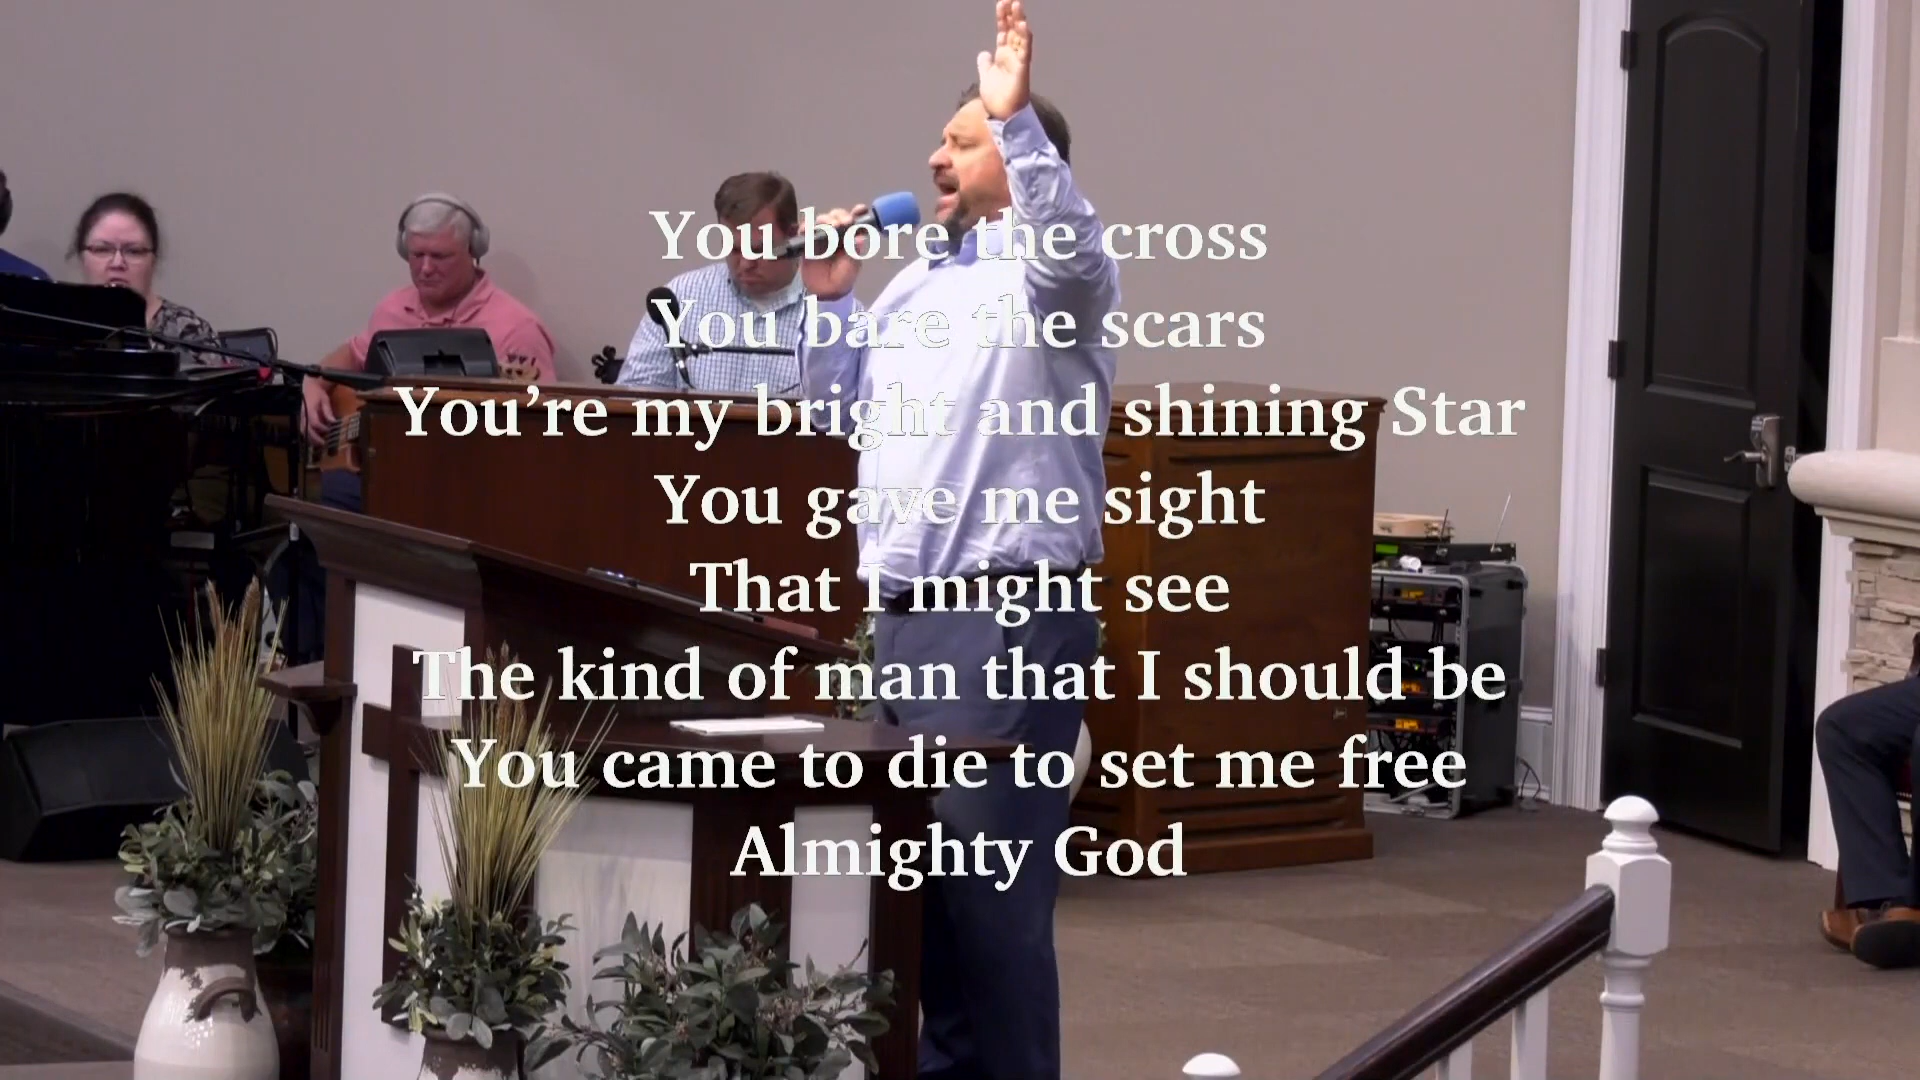 You bore the cross
You bare the scars
You’re my bright and shining Star
You gave me sight
That I might see
The kind of man that I should be
You came to die to set me free
Almighty God